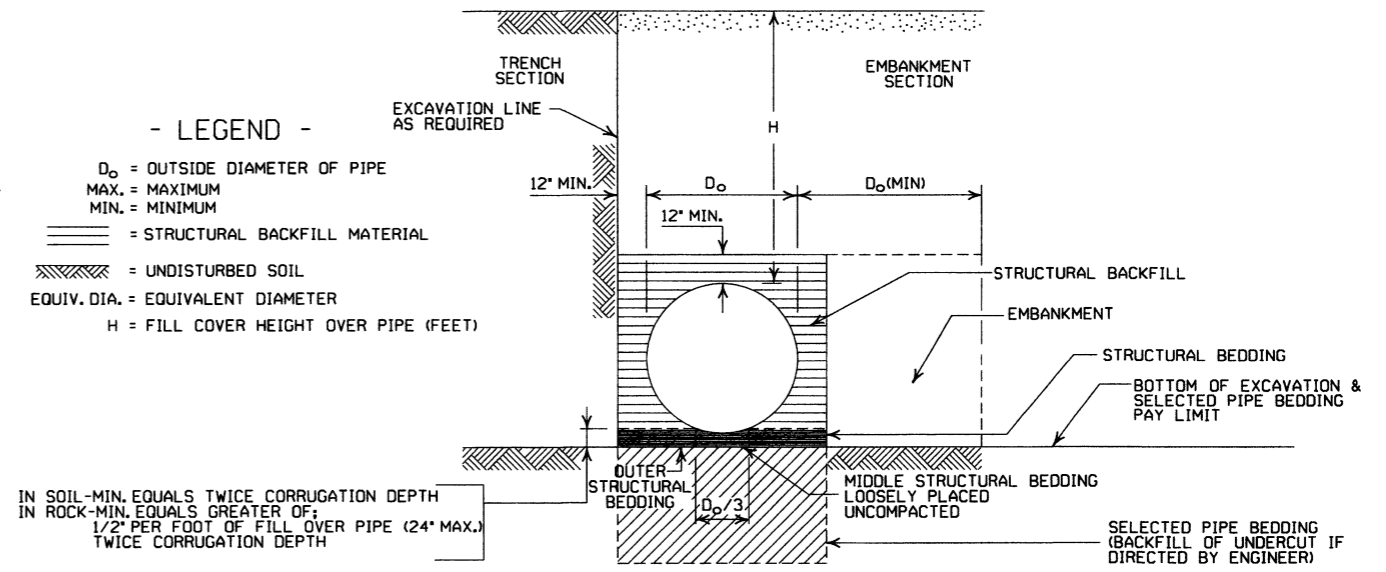 TRENCH
SECTION
EMBANKMENT
SECTION
EXCAVATION LINE
AS REQUIRED
H
- LEGEND -
Do = OUTSIDE DIAMETER OF PIPE
MAX. = MAXIMUM
MIN. = MINIMUM
= STRUCTURAL BACKFILL MATERIAL
= UNDISTURBED SOIL
EQUIV. DIA. = EQUIVALENT DIAMETER
H = FILL COVER HEIGHT OVER PIPE (FEET)
12" MIN.
Do
Do(MIN)
12" MIN.
STRUCTURAL BACKFILL
EMBANKMENT
STRUCTURAL BEDDING
BOTTOM OF EXCAVATION &
SELECTED PIPE BEDDING
PAY LIMIT
OUTER
STRUCTURAL
BEDDING
Do/3
MIDDLE STRUCTURAL BEDDING
LOOSELY PLACED
UNCOMPACTED
IN SOIL-MIN. EQUALS TWICE CORRUGATION DEPTH
IN ROCK-MIN. EQUALS GREATER OF;
1/2" PER FOOT OF FILL OVER PIPE (24" MAX.)
TWICE CORRUGATION DEPTH
SELECTED PIPE BEDDING
(BACKFILL OF UNDERCUT IF
DIRECTED BY ENGINEER)